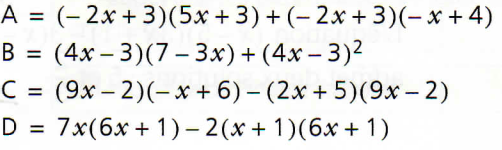 A = (– 2x + 3)(5x + 3) + (– 2x + 3)(– x + 4)
B = (4x – 3)(7 – 3x) + (4x – 3)²
C = (9x – 2)(– x + 6) – (2x + 5)(9x – 2)
D = 7x(6x + 1) – 2(x + 1)(6x + 1)